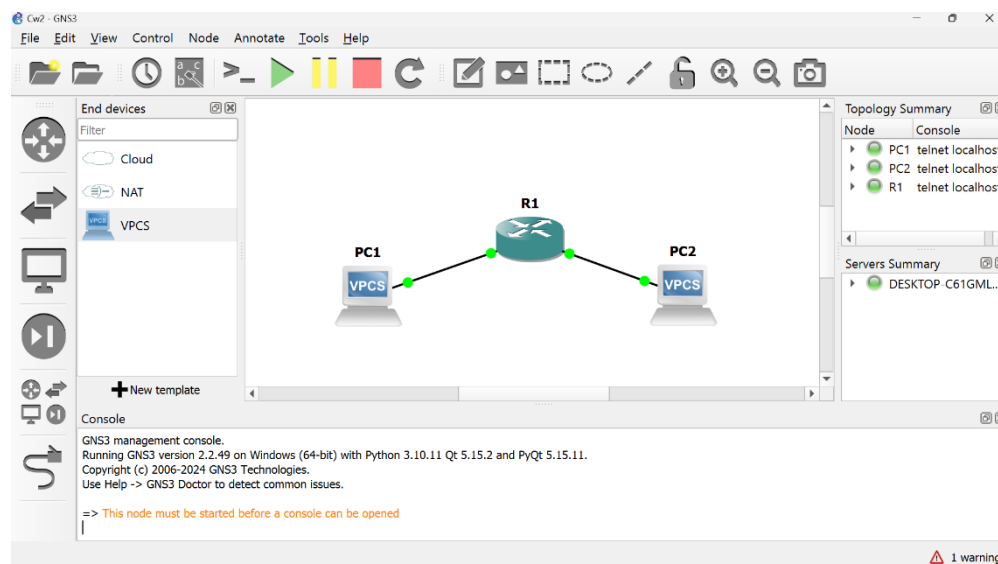 Cw2 - GNS3
File Edit View Control Node Annotate Tools Help
End devices
Filter
Cloud
NAT
VPCS
New template
R1
PC1
VPCS
PC2
VPCS
Topology Summary
Node Console
PC1 telnet localhos
PC2 telnet localhos
R1 telnet localhos
Servers Summary
DESKTOP-C61GML...
Console
GNS3 management console.
Running GNS3 version 2.2.49 on Windows (64-bit) with Python 3.10.11 Qt 5.15.2 and PyQt 5.15.11.
Copyright (c) 2006-2024 GNS3 Technologies.
Use Help -> GNS3 Doctor to detect common issues.
=> This node must be started before a console can be opened
1 warning